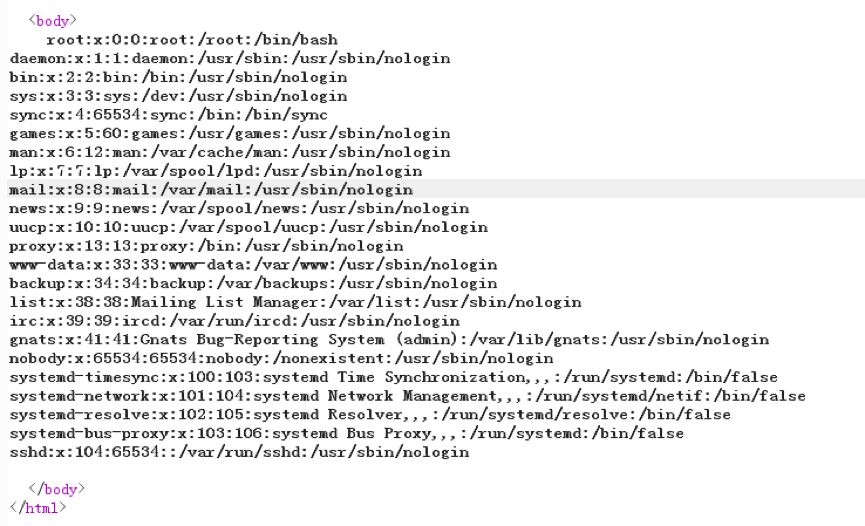 <body>
root:x:0:0:root:/root:/bin/bash
daemon:x:1:1:daemon:/usr/sbin:/usr/sbin/nologin
bin:x:2:2:bin:/bin:/usr/sbin/nologin
sys:x:3:3:sys:/dev:/usr/sbin/nologin
sync:x:4:65534:sync:/bin:/bin/sync
games:x:5:60:games:/usr/games:/usr/sbin/nologin
man:x:6:12:man:/var/cache/man:/usr/sbin/nologin
lp:x:7:7:lp:/var/spool/lpd:/usr/sbin/nologin
mail:x:8:8:mail:/var/mail:/usr/sbin/nologin
news:x:9:9:news:/var/spool/news:/usr/sbin/nologin
uucp:x:10:10:uucp:/var/spool/uucp:/usr/sbin/nologin
proxy:x:13:13:proxy:/bin:/usr/sbin/nologin
www-data:x:33:33:www-data:/var/www:/usr/sbin/nologin
backup:x:34:34:backup:/var/backups:/usr/sbin/nologin
list:x:38:38:Mailing List Manager:/var/list:/usr/sbin/nologin
irc:x:39:39:ircd:/var/run/ircd:/usr/sbin/nologin
gnats:x:41:41:Gnats Bug-Reporting System (admin):/var/lib/gnats:/usr/sbin/nologin
nobody:x:65534:65534:nobody:/nonexistent:/usr/sbin/nologin
systemd-timesync:x:100:103:systemd Time Synchronization,,,:/run/systemd:/bin/false
systemd-network:x:101:104:systemd Network Management,,,:/run/systemd/netif:/bin/false
systemd-resolve:x:102:105:systemd Resolver,,,:/run/systemd/resolve:/bin/false
systemd-bus-proxy:x:103:106:systemd Bus Proxy,,,:/run/systemd:/bin/false
sshd:x:104:65534::/var/run/sshd:/usr/sbin/nologin
</body>
</html>